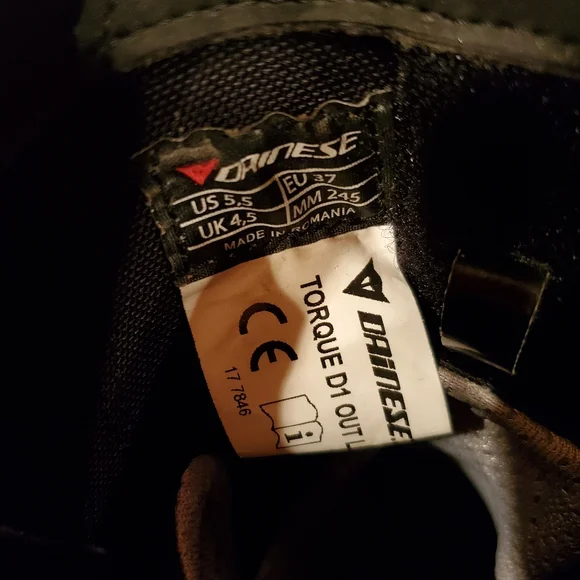 DAINESE
US 5,5 EU 37
UK 4,5 MM 245
MADE IN ROMANIA
DAINESE
TORQUE D1 OUT L
CE
17 7846
i